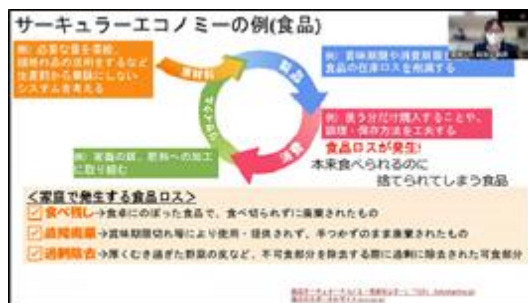 サーキュラーエコノミーの例(食品)
例) 必要な量を栽培、
規格外品の活用をするなど
生産段階から無駄にしない
システムを考える
原材料
製品
例) 賞味期限や消費期限
食品の在庫ロスを削減する
例) 使う分だけ購入することや、
調理・保存方法を工夫する
消費
リサイクル
例) 家畜の餌、肥料への加工
に取り組む
食品ロスが発生!
本来食べられるのに
捨てられてしまう食品
<家庭で発生する食品ロス>
食べ残し→食卓にのぼった食品で、食べ切られずに廃棄されたもの
直接廃棄→賞味期限切れ等により使用・提供されず、手つかずのまま廃棄されたもの
過剰除去→厚くむき過ぎた野菜の皮など、不可食部分を除去する際に過剰に除去された可食部分